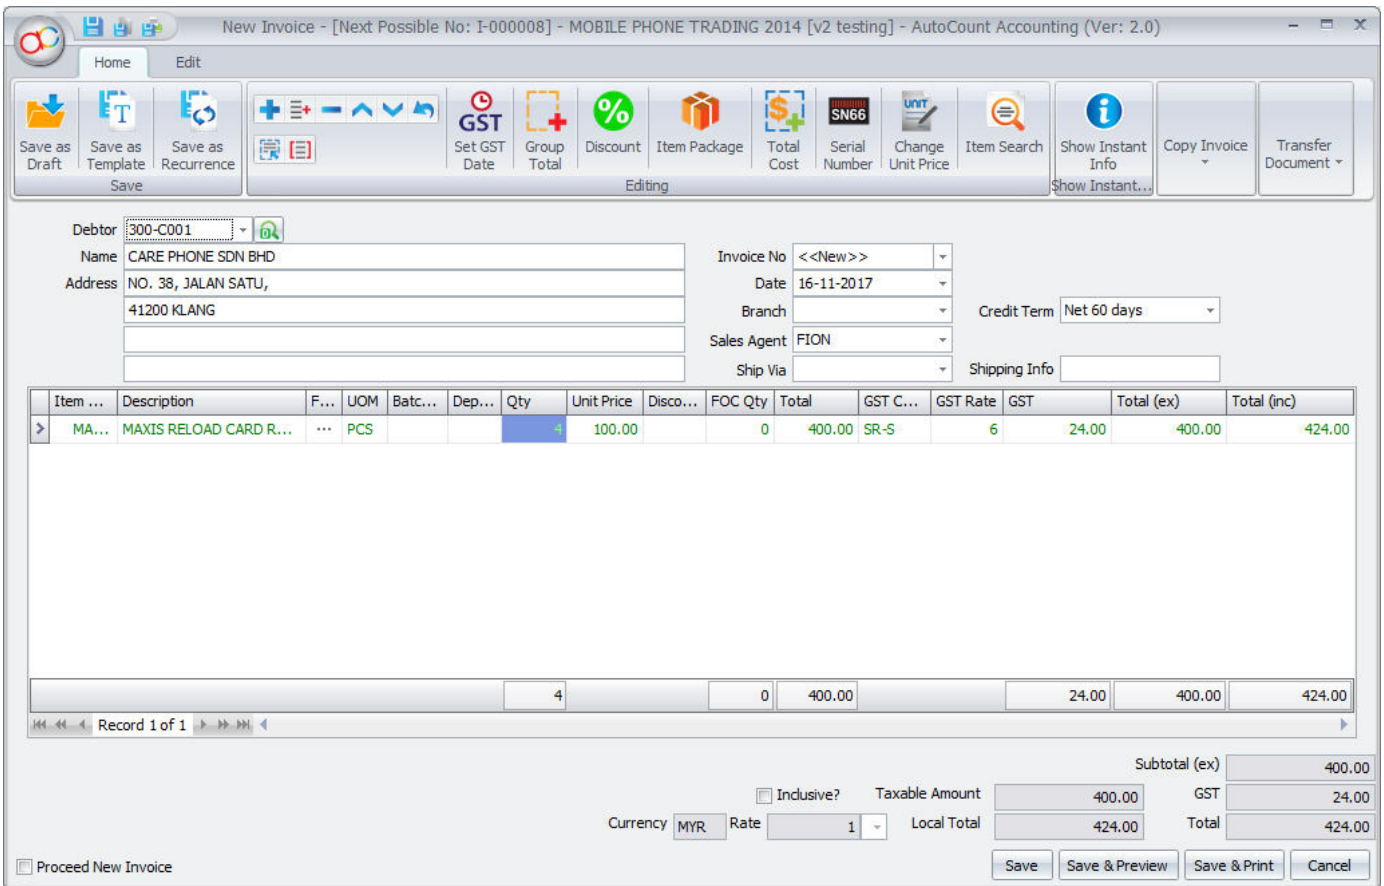 New Invoice - [Next Possible No: I-000008] - MOBILE PHONE TRADING 2014 [v2 testing] - AutoCount Accounting (Ver: 2.0)
Home Edit
Save as Draft
Save as Template
Save as Recurrence
Save
GST
Set GST Date
Group Total
Discount
Item Package
Total Cost
SN66
Serial Number
UNIT
Change Unit Price
Item Search
Editing
Show Instant Info
Show Instant...
Copy Invoice
Transfer Document
Debtor 300-C001
Name CARE PHONE SDN BHD
Invoice No <<New>>
Address NO. 38, JALAN SATU,
Date 16-11-2017
41200 KLANG
Branch
Credit Term Net 60 days
Sales Agent FION
Ship Via
Shipping Info
Item ... Description F... UOM Batc... Dep... Qty Unit Price Disco... FOC Qty Total GST C... GST Rate GST Total (ex) Total (inc)
MA... MAXIS RELOAD CARD R... ... PCS 4 100.00 0 400.00 SR-S 6 24.00 400.00 424.00
4 0 400.00 24.00 400.00 424.00
Record 1 of 1
Subtotal (ex) 400.00
Inclusive? Taxable Amount 400.00 GST 24.00
Currency MYR Rate 1 Local Total 424.00 Total 424.00
Proceed New Invoice
Save Save & Preview Save & Print Cancel